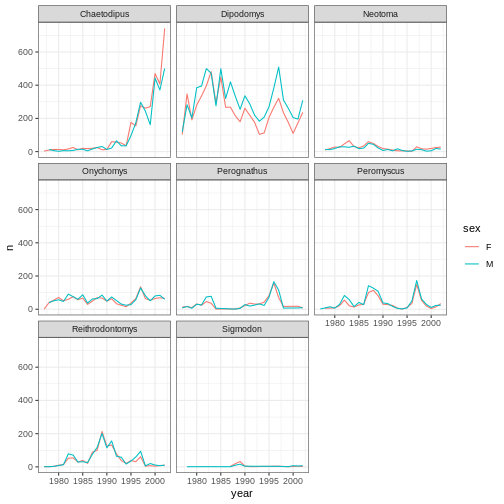 Chaetodipus Dipodomys Neotoma
600
400
200
0
Onychomys Perognathus Peromyscus
600
400
200
0
n
sex
F
M
1980 1985 1990 1995 2000
Reithrodontomys Sigmodon
600
400
200
0
1980 1985 1990 1995 2000 1980 1985 1990 1995 2000
year